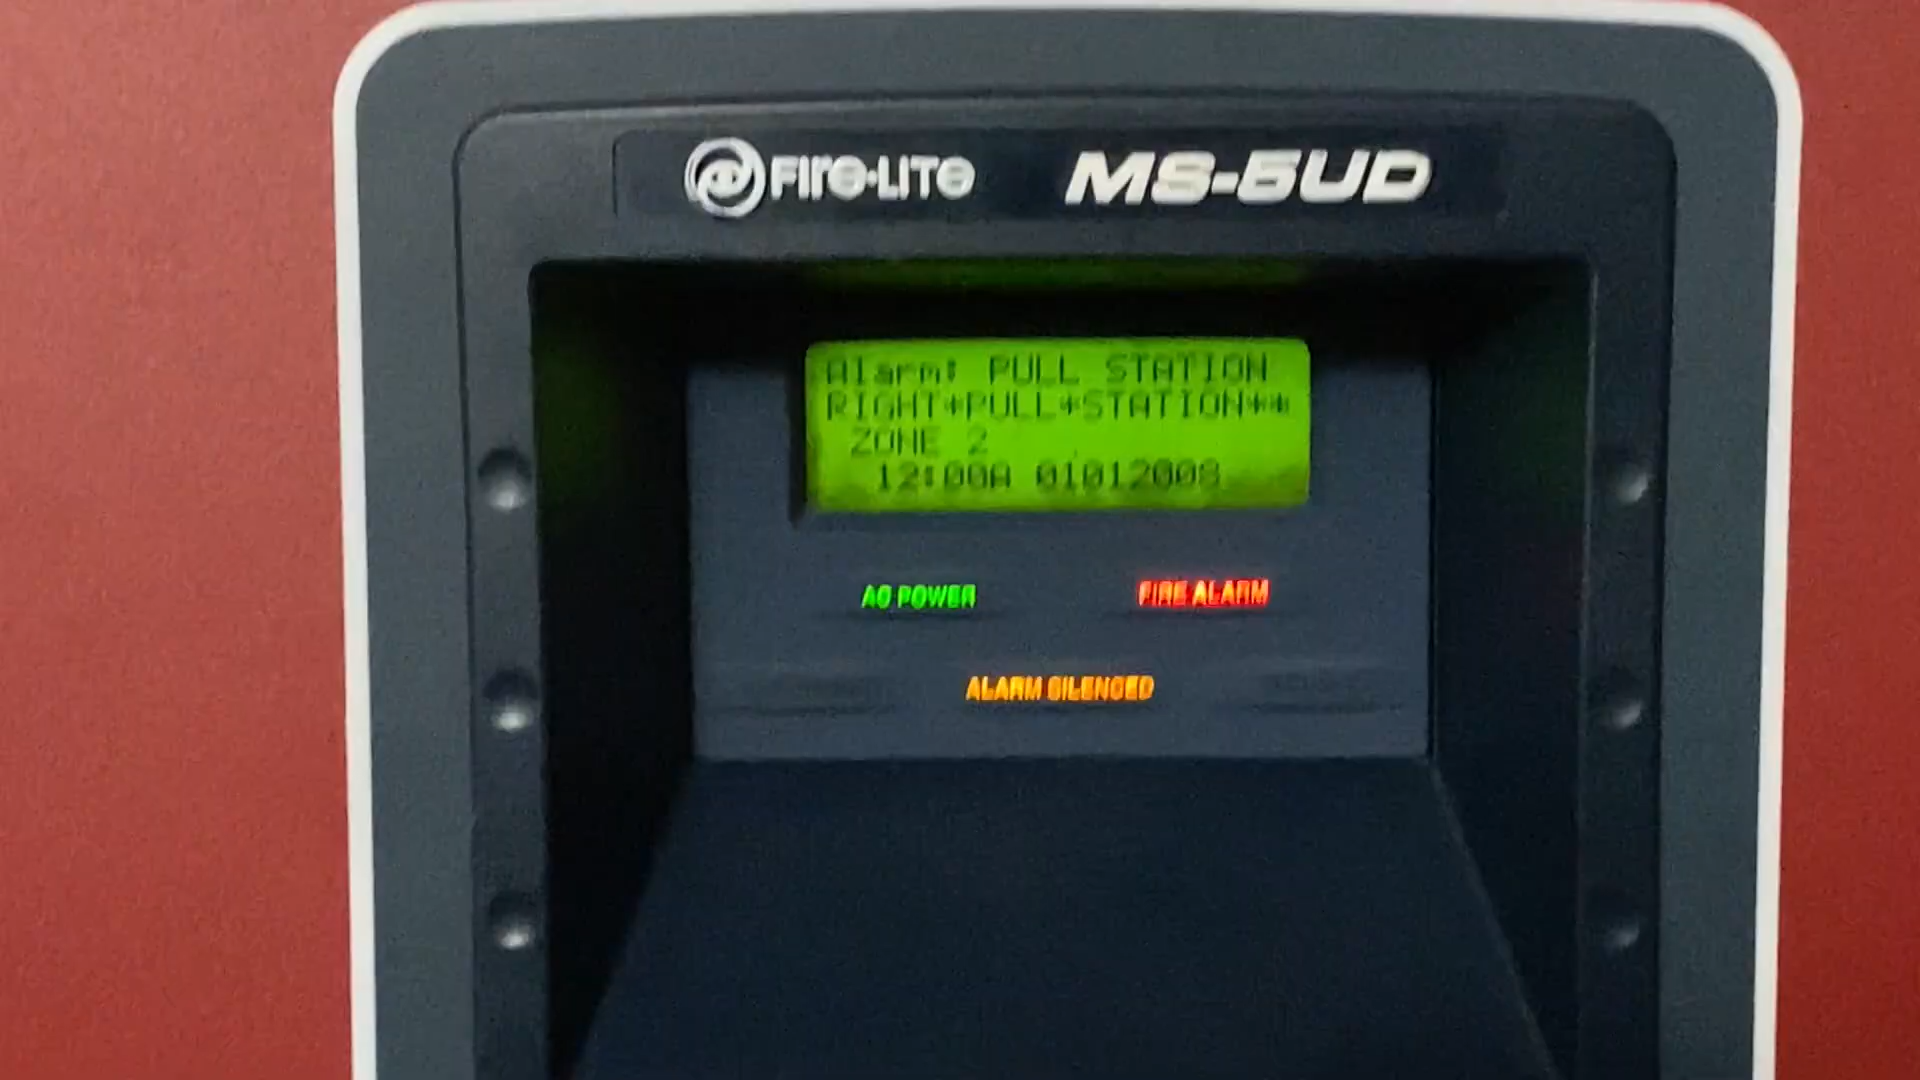 FIRE-LITE MS-5UD
Alarm: PULL STATION
RIGHT*PULL*STATION**
ZONE 2
12:00A 01012008
AC POWER FIRE ALARM
ALARM SILENCED